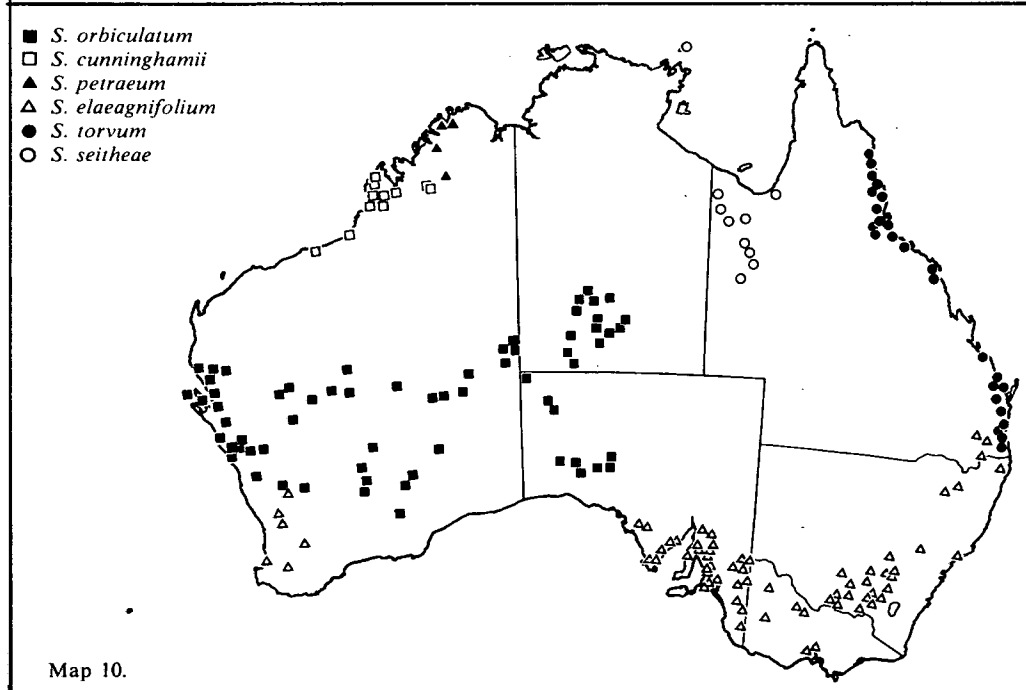 S. orbiculatum
S. cunninghamii
S. petraeum
S. elaeagnifolium
S. torvum
S. seitheae
Map 10.